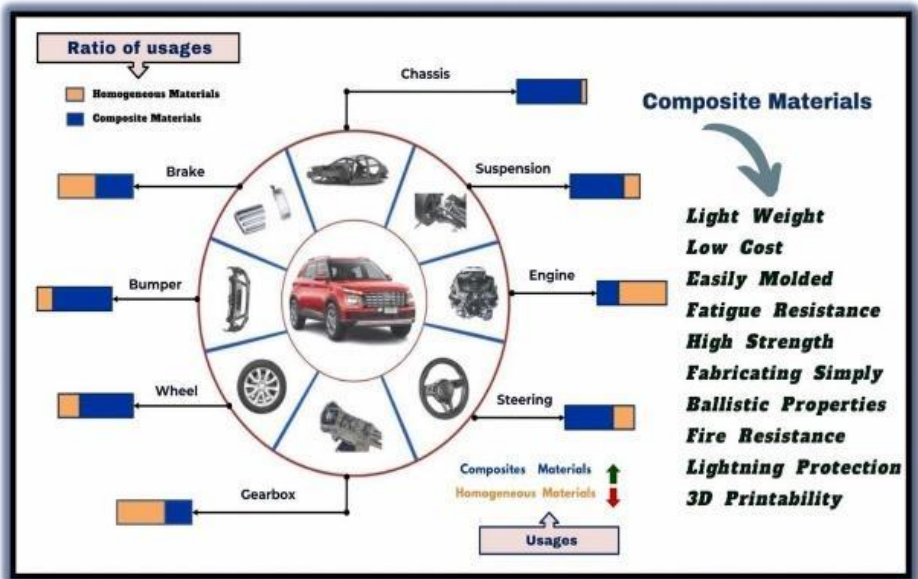 Ratio of usages
Homogeneous Materials
Composite Materials
Chassis
Brake
Suspension
Bumper
Engine
Wheel
Steering
Gearbox
Composites Materials
Homogeneous Materials
Usages
Composite Materials
Light Weight
Low Cost
Easily Molded
Fatigue Resistance
High Strength
Fabricating Simply
Ballistic Properties
Fire Resistance
Lightning Protection
3D Printability